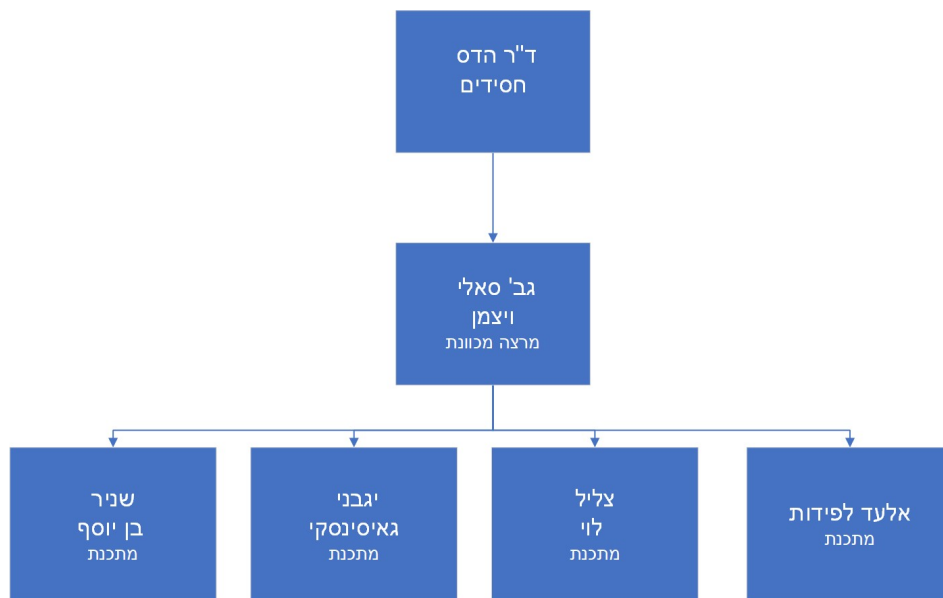 ד"ר הדס
חסידים
גב' סאלי
ויצמן
מרצה מכוונת
אלעד לפידות
מתכנת
צליל
לוי
מתכנת
יגבני
גאיסינסקי
מתכנת
שניר
בן יוסף
מתכנת